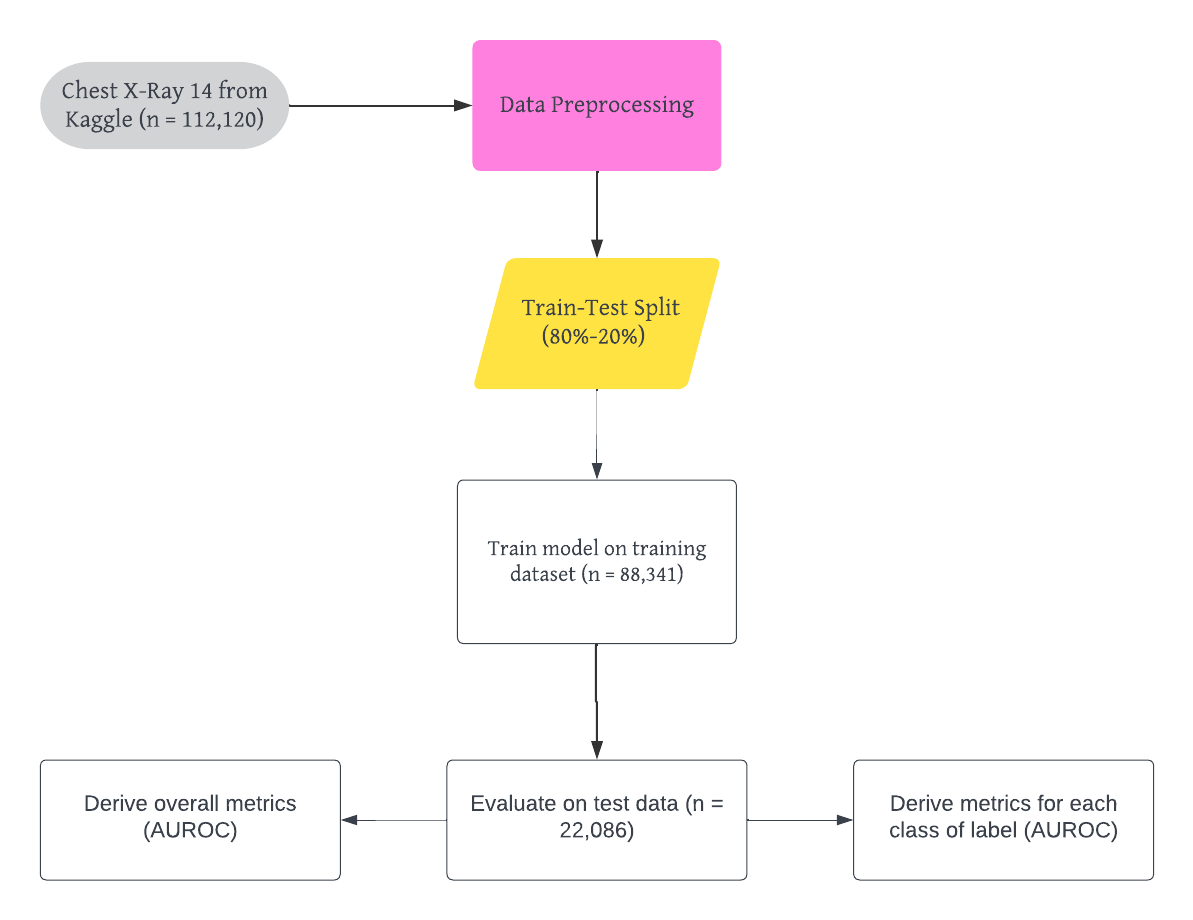 Chest X-Ray 14 from
Kaggle (n = 112,120)
Data Preprocessing
Train-Test Split
(80%-20%)
Train model on training
dataset (n = 88,341)
Derive overall metrics
(AUROC)
Evaluate on test data (n =
22,086)
Derive metrics for each
class of label (AUROC)